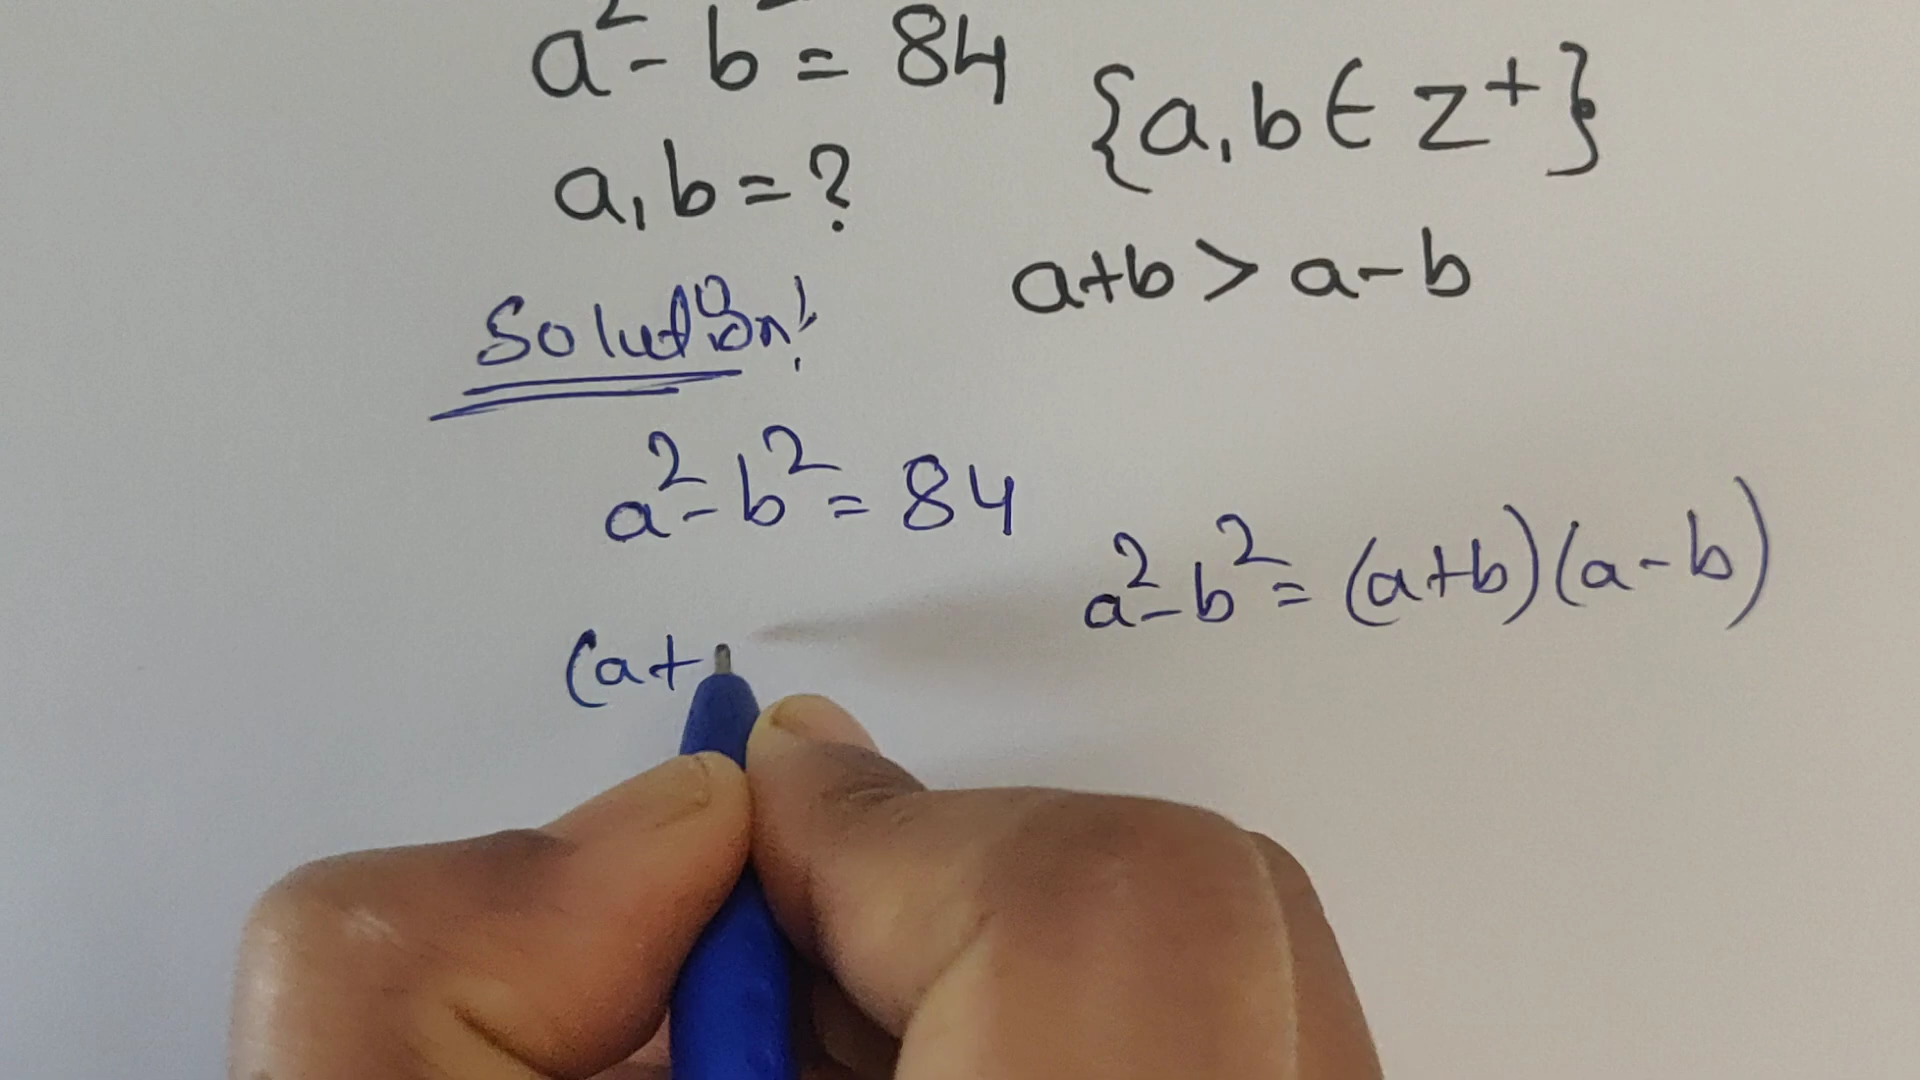 a²-b²=84
{a,b∈z+}
a,b=?
a+b>a-b
Solution!
a²-b²=84
a²-b²=(a+b)(a-b)
(a+